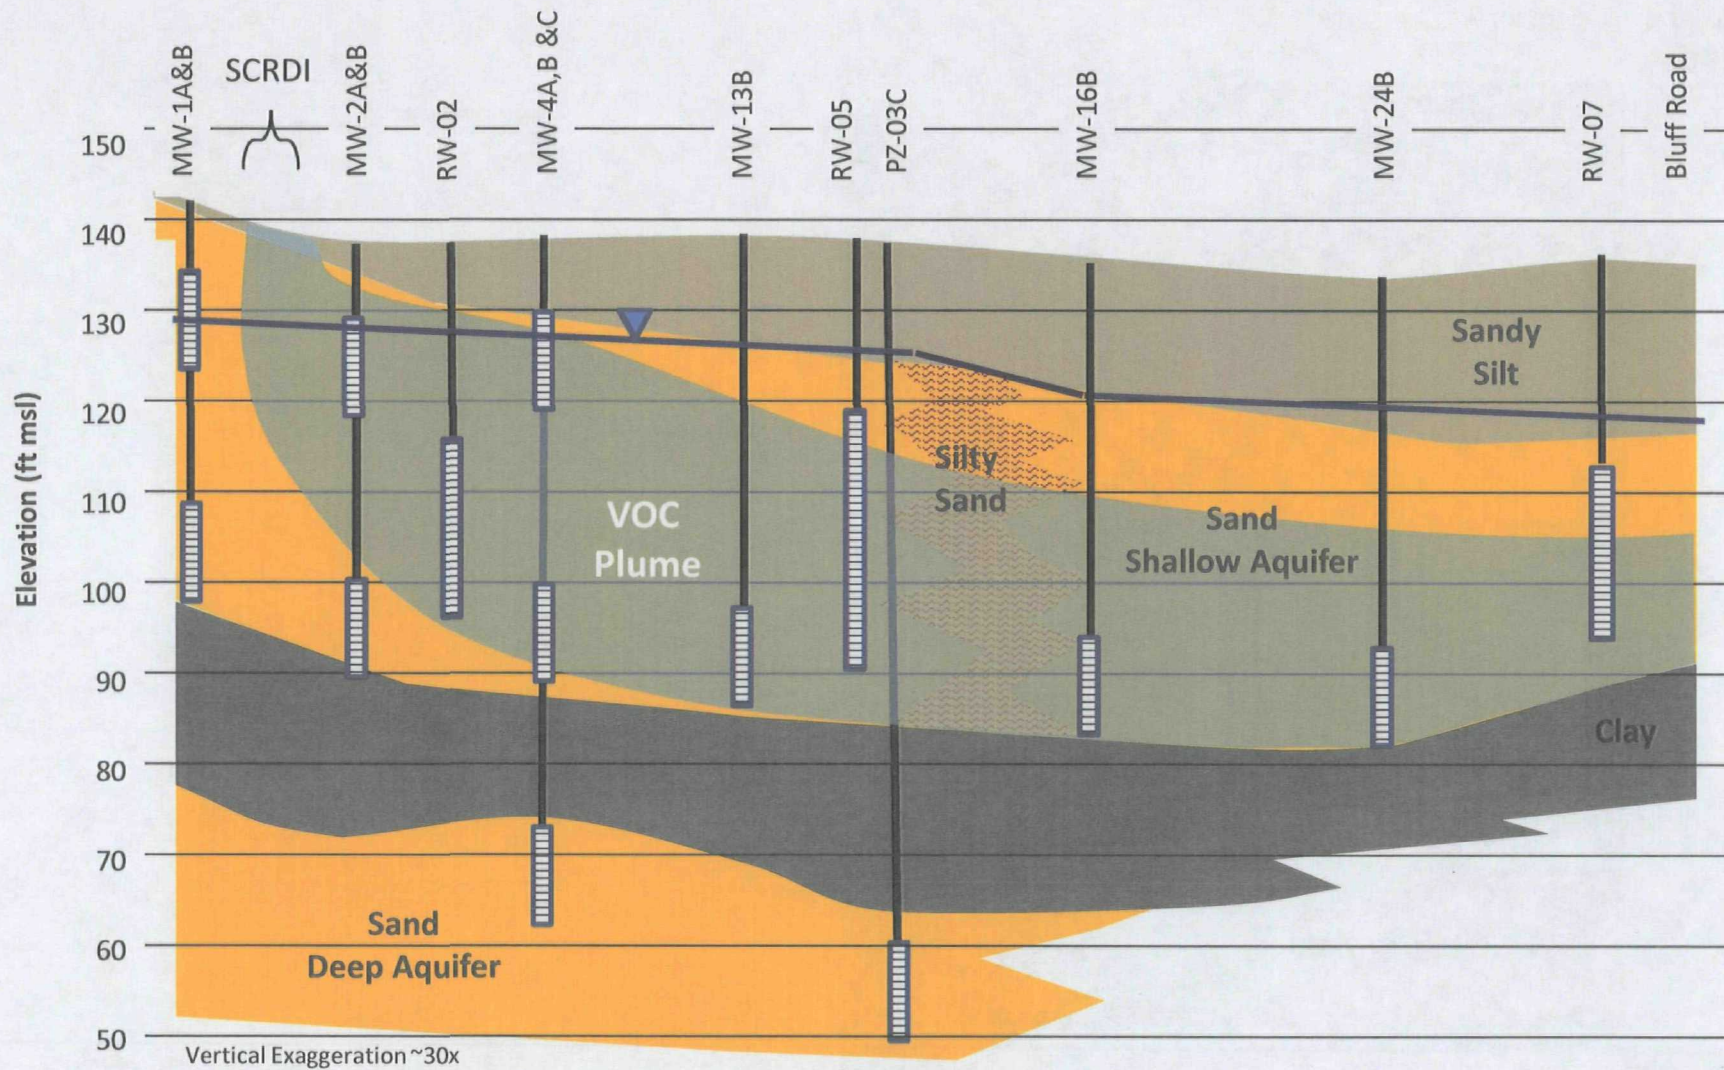 MW-1A&B
SCRDI
MW-2A&B
RW-02
MW-4A,B &C
MW-13B
RW-05
PZ-03C
MW-16B
MW-24B
RW-07
Bluff Road
Elevation (ft msl)
150
140
130
120
110
100
90
80
70
60
50
Sandy
Silt
Silty
Sand
VOC
Plume
Sand
Shallow Aquifer
Clay
Sand
Deep Aquifer
Vertical Exaggeration ~30x